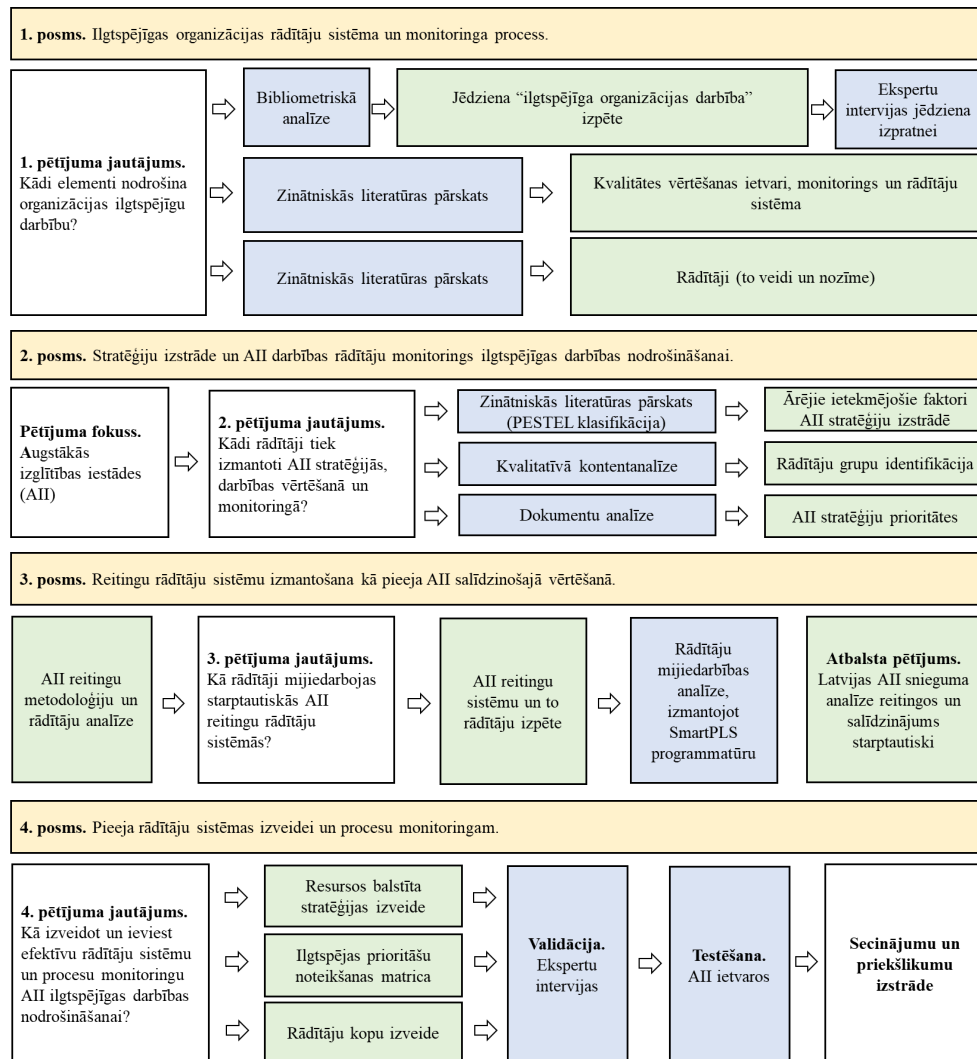 1. posms. Ilgtspējīgas organizācijas rādītāju sistēma un monitoringa process.
1. pētījuma jautājums.
Kādi elementi nodrošina
organizācijas ilgtspējīgu
darbību?
Bibliometriskā
analīze
Jēdziena “ilgtspējīga organizācijas darbība”
izpēte
Ekspertu
intervijas jēdziena
izpratnei
Zinātniskās literatūras pārskats
Kvalitātes vērtēšanas ietvari, monitorings un rādītāju
sistēma
Zinātniskās literatūras pārskats
Rādītāji (to veidi un nozīme)
2. posms. Stratēģiju izstrāde un AII darbības rādītāju monitorings ilgtspējīgas darbības nodrošināšanai.
Pētījuma fokuss.
Augstākās
izglītības iestādes
(AII)
2. pētījuma jautājums.
Kādi rādītāji tiek
izmantoti AII stratēģijās,
darbības vērtēšanā un
monitoringā?
Zinātniskās literatūras pārskats
(PESTEL klasifikācija)
Ārējie ietekmējošie faktori
AII stratēģiju izstrādē
Kvalitatīvā kontentanalīze
Rādītāju grupu identifikācija
Dokumentu analīze
AII stratēģiju prioritātes
3. posms. Reitingu rādītāju sistēmu izmantošana kā pieeja AII salīdzinošajā vērtēšanā.
AII reitingu
metodoloģiju un
rādītāju analīze
3. pētījuma jautājums.
Kā rādītāji mijiedarbojas
starptautiskās AII
reitingu rādītāju
sistēmās?
AII reitingu
sistēmu un to
rādītāju izpēte
Rādītāju
mijiedarbības
analīze,
izmantojot
SmartPLS
programmatūru
Atbalsta pētījums.
Latvijas AII snieguma
analīze reitingos un
salīdzinājums
starptautiski
4. posms. Pieeja rādītāju sistēmas izveidei un procesu monitoringam.
4. pētījuma jautājums.
Kā izveidot un ieviest
efektīvu rādītāju sistēmu
un procesu monitoringu
AII ilgtspējīgas darbības
nodrošināšanai?
Resursos balstīta
stratēģijas izveide
Ilgtspējas prioritāšu
noteikšanas matrica
Rādītāju kopu izveide
Validācija.
Ekspertu
intervijas
Testēšana.
AII ietvaros
Secinājumu un
priekšlikumu
izstrāde